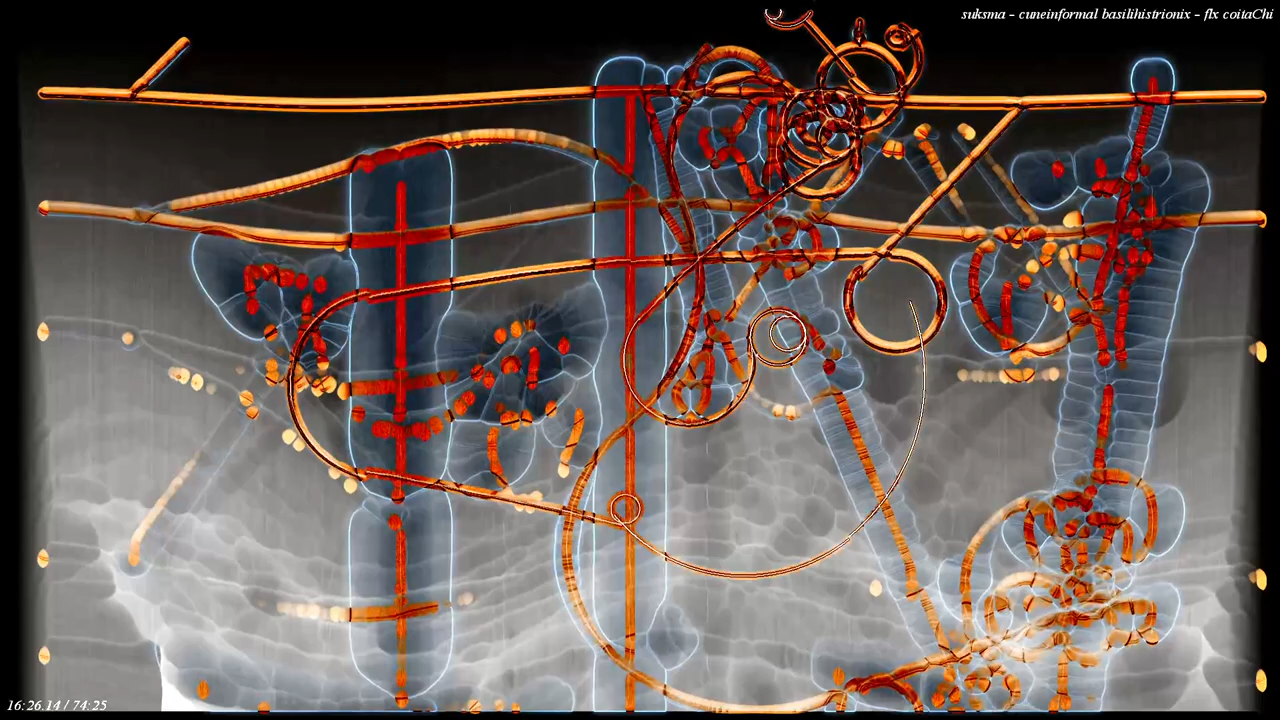 suksma - cuneinformal basilihistrionix - flx coitaChi
16:26.14 / 74:25